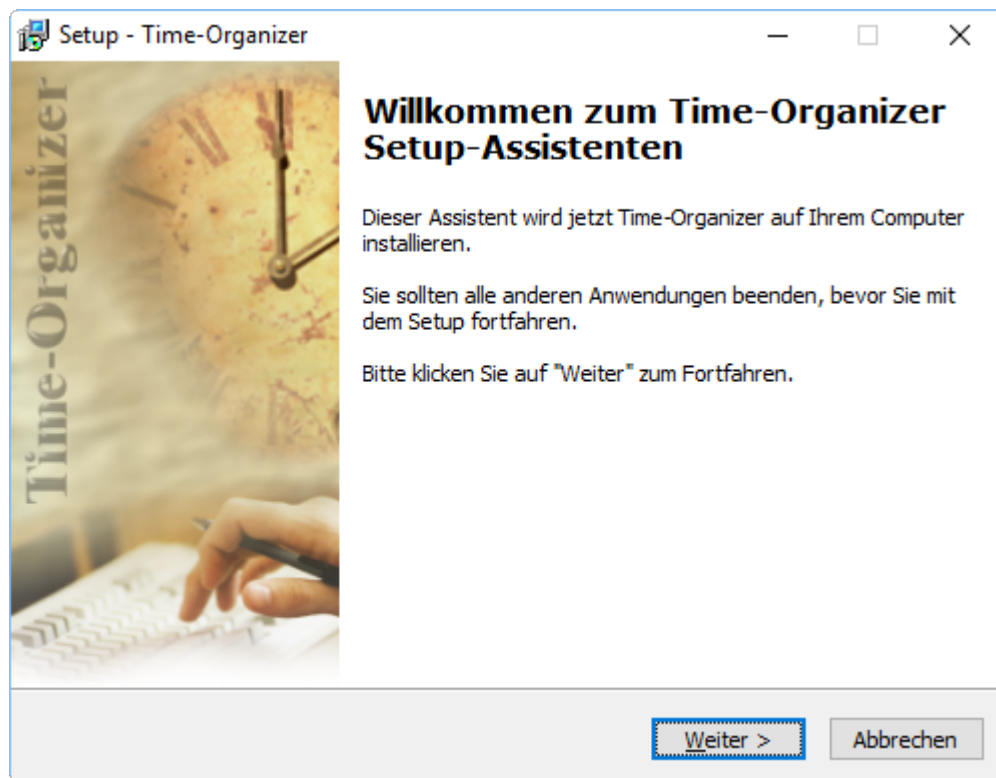 Setup - Time-Organizer
Time-Organizer
Willkommen zum Time-Organizer
Setup-Assistenten
Dieser Assistent wird jetzt Time-Organizer auf Ihrem Computer
installieren.
Sie sollten alle anderen Anwendungen beenden, bevor Sie mit
dem Setup fortfahren.
Bitte klicken Sie auf "Weiter" zum Fortfahren.
Weiter >
Abbrechen